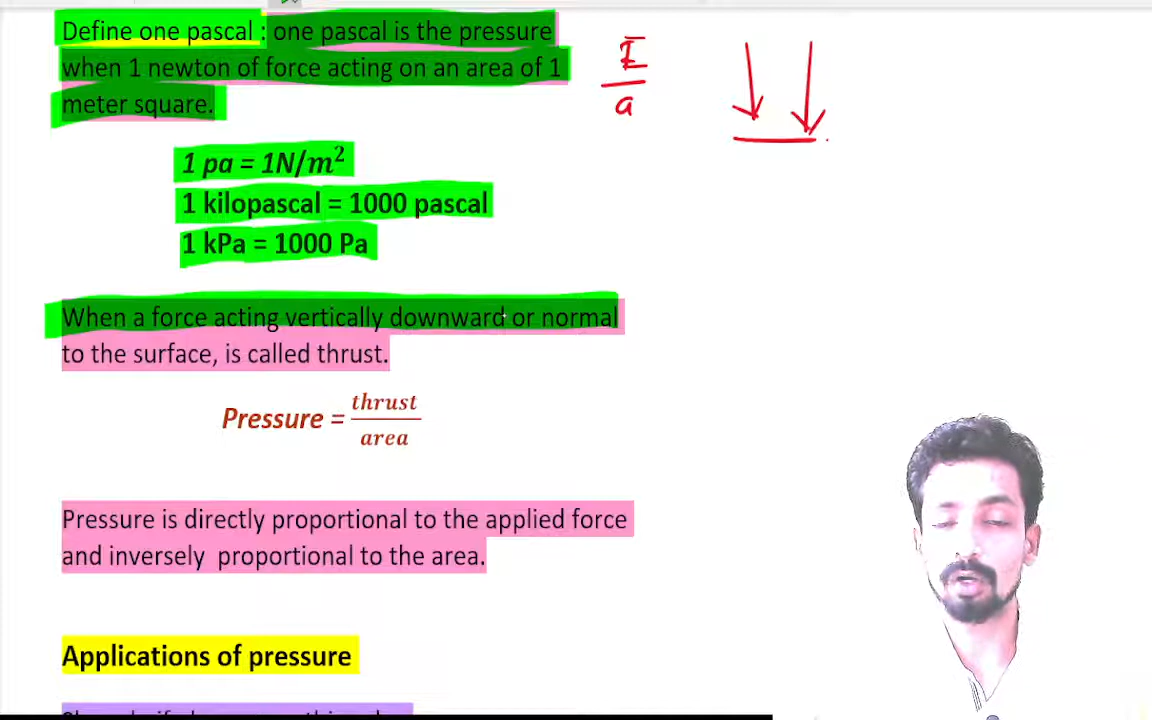 Define one pascal : one pascal is the pressure
when 1 newton of force acting on an area of 1
meter square.
F
a
1 pa = 1N/m²
1 kilopascal = 1000 pascal
1 kPa = 1000 Pa
When a force acting vertically downward or normal
to the surface, is called thrust.
Pressure = thrust/area
Pressure is directly proportional to the applied force
and inversely proportional to the area.
Applications of pressure